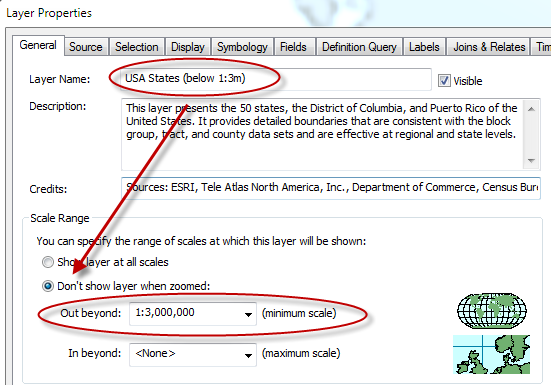 Layer Properties
General Source Selection Display Symbology Fields Definition Query Labels Joins & Relates
Layer Name: USA States (below 1:3m) Visible
Description: This layer presents the 50 states, the District of Columbia, and Puerto Rico of the
United States. It provides detailed boundaries that are consistent with the block
group, tract, and county data sets and are effective at regional and state levels.
Credits: Sources: ESRI, Tele Atlas North America, Inc., Department of Commerce, Census
Scale Range
You can specify the range of scales at which this layer will be shown:
Show layer at all scales
Don't show layer when zoomed:
Out beyond: 1:3,000,000 (minimum scale)
In beyond: <None> (maximum scale)